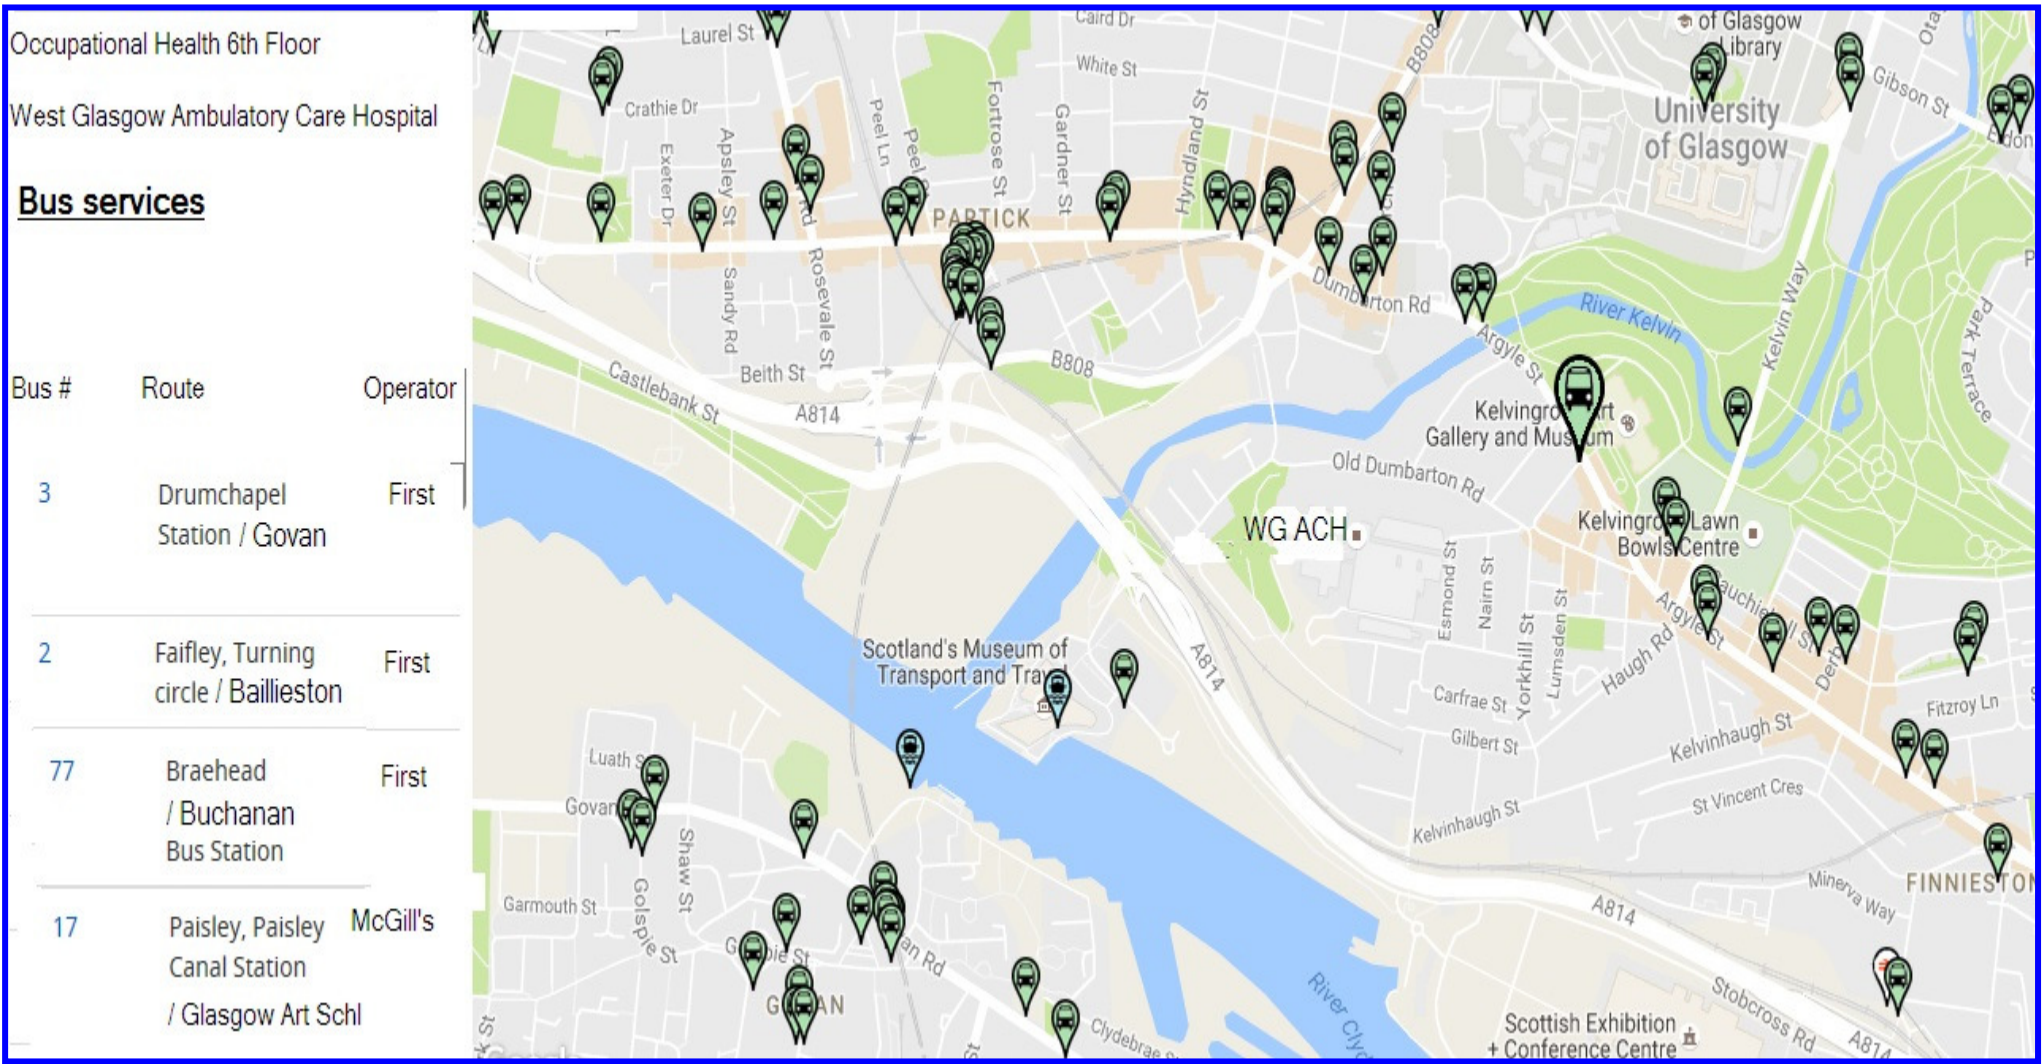 Occupational Health 6th Floor
West Glasgow Ambulatory Care Hospital
Bus services
Bus # Route Operator
3 Drumchapel First
Station / Govan
2 Faifley, Turning First
circle / Baillieston
77 Braehead First
/ Buchanan
Bus Station
17 Paisley, Paisley McGill's
Canal Station
/ Glasgow Art Schl
Laurel St
Caird Dr
of Glasgow
Library
White St
B808
Gibson St
Crathie Dr
University
of Glasgow
Exeter Dr
Apsley St
Peel Ln
Fortrose St
Gardner St
Hyndland St
PARTICK
Sandy Rd
Rosevale St
Dumbarton Rd
River Kelvin
Kelvin Way
Park Terrace
Argyle St
Castlebank St
Beith St
A814
B808
Gallery and Museum
Old Dumbarton Rd
WG ACH
Lawn
Bowls Centre
Esmond St
Nairn St
Yorkhill St
Lumsden St
Haugh Rd
Argyle St
Scotland's Museum of
Transport and
A814
Carfrae St
Gilbert St
Kelvinhaugh St
Fitzroy Ln
Luath
Govan
Shaw St
Golspie St
Garmouth St
Kelvinhaugh St
St Vincent Cres
Minerva Way
FINNIESTON
A814
River
Clydebrae
Scottish Exhibition
+ Conference Centre
Stobcross Rd
A814